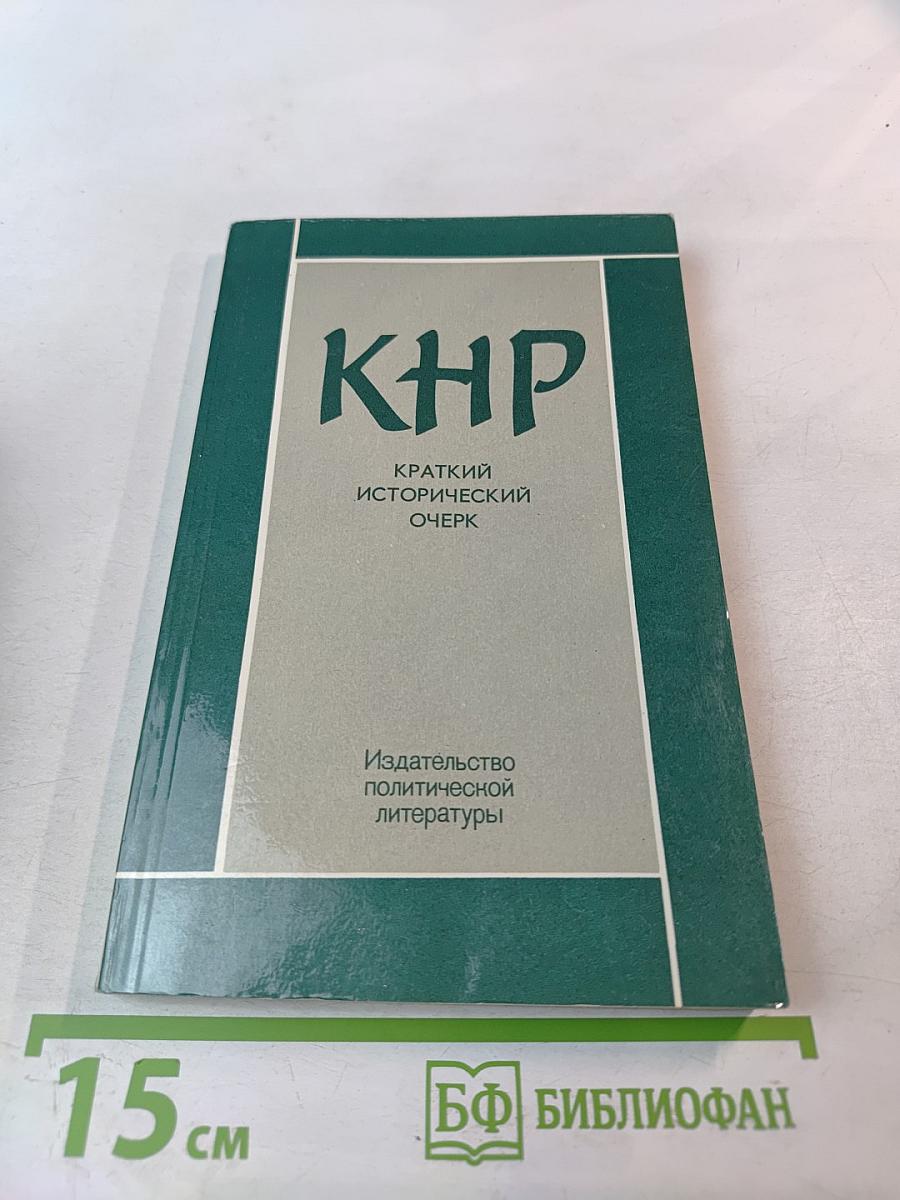 КНР
КРАТКИЙ
ИСТОРИЧЕСКИЙ
ОЧЕРК
Издательство
политической
литературы
15 см
БФ БИБЛИОФАН